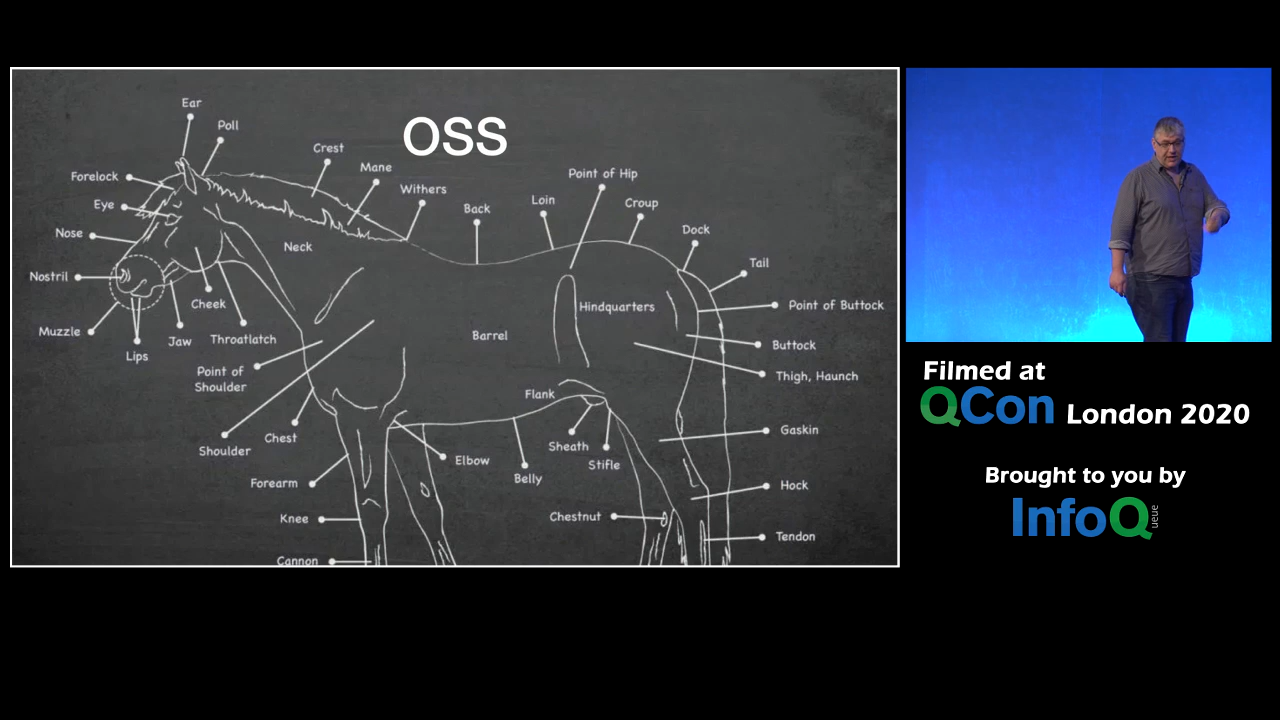 OSS
Ear
Poll
Crest
Mane
Forelock
Withers
Point of Hip
Eye
Back
Loin
Croup
Nose
Neck
Dock
Nostril
Tail
Cheek
Hindquarters
Point of Buttock
Muzzle
Lips
Jaw
Throatlatch
Barrel
Buttock
Point of
Shoulder
Thigh, Haunch
Flank
Shoulder
Chest
Elbow
Belly
Sheath
Stifle
Gaskin
Forearm
Hock
Knee
Chestnut
Tendon
Cannon
Filmed at
QCon London 2020
Brought to you by
InfoQ
ueue